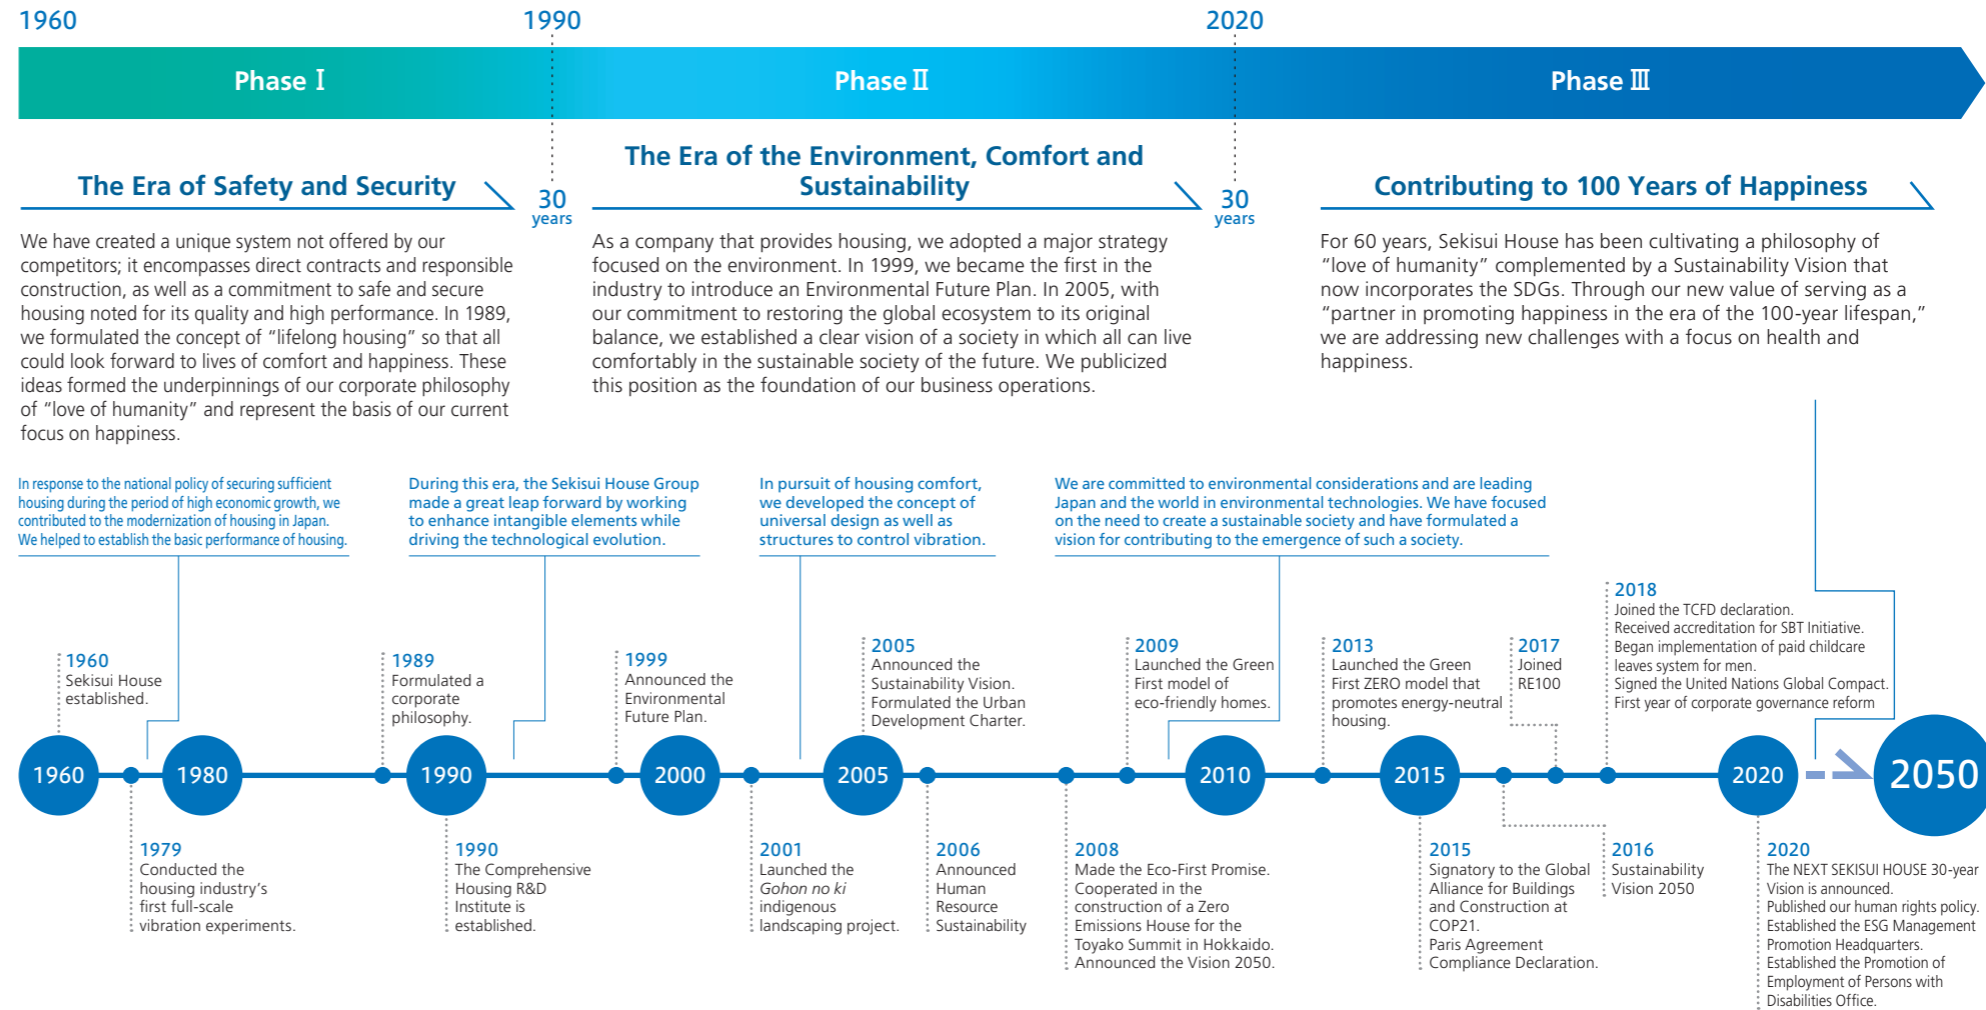 1960
1990
2020
Phase Ⅰ
Phase Ⅱ
Phase Ⅲ
The Era of Safety and Security
30
years
We have created a unique system not offered by our
competitors; it encompasses direct contracts and responsible
construction, as well as a commitment to safe and secure
housing noted for its quality and high performance. In 1989,
we formulated the concept of “lifelong housing” so that all
could look forward to lives of comfort and happiness. These
ideas formed the underpinnings of our corporate philosophy
of “love of humanity” and represent the basis of our current
focus on happiness.
The Era of the Environment, Comfort and
Sustainability
30
years
As a company that provides housing, we adopted a major strategy
focused on the environment. In 1999, we became the first in the
industry to introduce an Environmental Future Plan. In 2005, with
our commitment to restoring the global ecosystem to its original
balance, we established a clear vision of a society in which all can live
comfortably in the sustainable society of the future. We publicized
this position as the foundation of our business operations.
Contributing to 100 Years of Happiness
For 60 years, Sekisui House has been cultivating a philosophy of
“love of humanity” complemented by a Sustainability Vision that
now incorporates the SDGs. Through our new value of serving as a
“partner in promoting happiness in the era of the 100-year lifespan,”
we are addressing new challenges with a focus on health and
happiness.
In response to the national policy of securing sufficient
housing during the period of high economic growth, we
contributed to the modernization of housing in Japan.
We helped to establish the basic performance of housing.
During this era, the Sekisui House Group
made a great leap forward by working
to enhance intangible elements while
driving the technological evolution.
In pursuit of housing comfort,
we developed the concept of
universal design as well as
structures to control vibration.
We are committed to environmental considerations and are leading
Japan and the world in environmental technologies. We have focused
on the need to create a sustainable society and have formulated a
vision for contributing to the emergence of such a society.
1960
Sekisui House
established.
1989
Formulated a
corporate
philosophy.
1999
Announced the
Environmental
Future Plan.
2005
Announced the
Sustainability Vision.
Formulated the Urban
Development Charter.
2009
Launched the Green
First model of
eco-friendly homes.
2013
Launched the Green
First ZERO model that
promotes energy-neutral
housing.
2017
Joined
RE100
2018
Joined the TCFD declaration.
Received accreditation for SBT Initiative.
Began implementation of paid childcare
leaves system for men.
Signed the United Nations Global Compact.
First year of corporate governance reform
1960
1980
1990
2000
2005
2010
2015
2020
2050
1979
Conducted the
housing industry’s
first full-scale
vibration experiments.
1990
The Comprehensive
Housing R&D
Institute is
established.
2001
Launched the
Gohon no ki
indigenous
landscaping project.
2006
Announced
Human
Resource
Sustainability
2008
Made the Eco-First Promise.
Cooperated in the
construction of a Zero
Emissions House for the
Toyako Summit in Hokkaido.
Announced the Vision 2050.
2015
Signatory to the Global
Alliance for Buildings
and Construction at
COP21.
Paris Agreement
Compliance Declaration.
2016
Sustainability
Vision 2050
2020
The NEXT SEKISUI HOUSE 30-year
Vision is announced.
Published our human rights policy.
Established the ESG Management
Promotion Headquarters.
Established the Promotion of
Employment of Persons with
Disabilities Office.